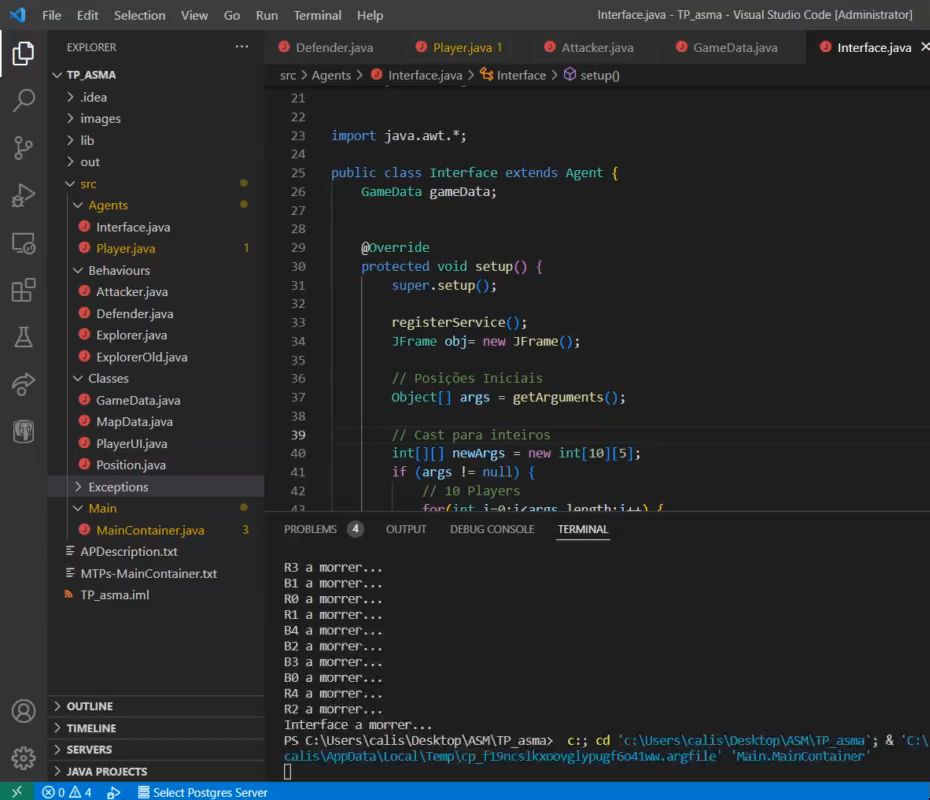 File Edit Selection View Go Run Terminal Help
Interface.java - TP_asma - Visual Studio Code [Administrator]
EXPLORER
TP_ASMA
.idea
images
lib
out
src
Agents
Interface.java
Player.java 1
Behaviours
Attacker.java
Defender.java
Explorer.java
ExplorerOld.java
Classes
GameData.java
MapData.java
PlayerUI.java
Position.java
Exceptions
Main
MainContainer.java 3
APDescription.txt
MTPs-MainContainer.txt
TP_asma.iml
OUTLINE
TIMELINE
SERVERS
JAVA PROJECTS
Defender.java Player.java 1 Attacker.java GameData.java Interface.java
src > Agents > Interface.java > Interface > setup()
21
22
23 import java.awt.*;
24
25 public class Interface extends Agent {
26 GameData gameData;
27
28
29 @Override
30 protected void setup() {
31 super.setup();
32
33 registerService();
34 JFrame obj= new JFrame();
35
36 // Posições Iniciais
37 Object[] args = getArguments();
38
39 // Cast para inteiros
40 int[][] newArgs = new int[10][5];
41 if (args != null) {
42 // 10 Players
43 for(int i=0;i<args.length;i++) {
PROBLEMS 4 OUTPUT DEBUG CONSOLE TERMINAL
R3 a morrer...
B1 a morrer...
R0 a morrer...
R1 a morrer...
B4 a morrer...
B2 a morrer...
B3 a morrer...
B0 a morrer...
R4 a morrer...
R2 a morrer...
Interface a morrer...
PS C:\Users\calis\Desktop\ASM\TP_asma> c:; cd 'c:\Users\calis\Desktop\ASM\TP_asma'; & 'C:\
calis\AppData\Local\Temp\cp_f19ncslkxoovglypugf6o41ww.argfile' 'Main.MainContainer'
0 4 Select Postgres Server